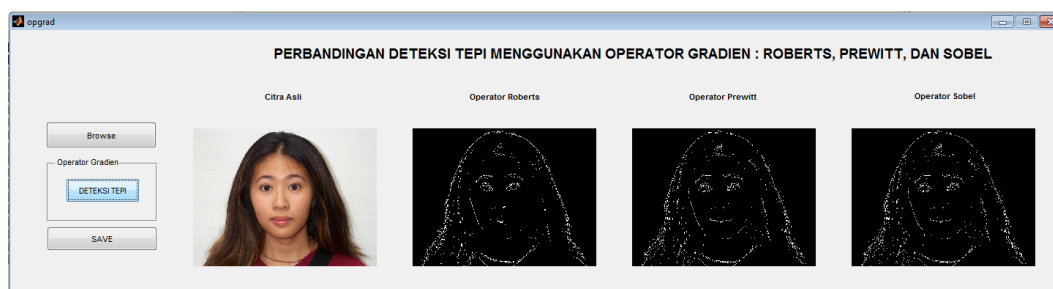 opgrad
PERBANDINGAN DETEKSI TEPI MENGGUNAKAN OPERATOR GRADIEN : ROBERTS, PREWITT, DAN SOBEL
Citra Asli
Operator Roberts
Operator Prewitt
Operator Sobel
Browse
Operator Gradien
DETEKSI TEPI
SAVE